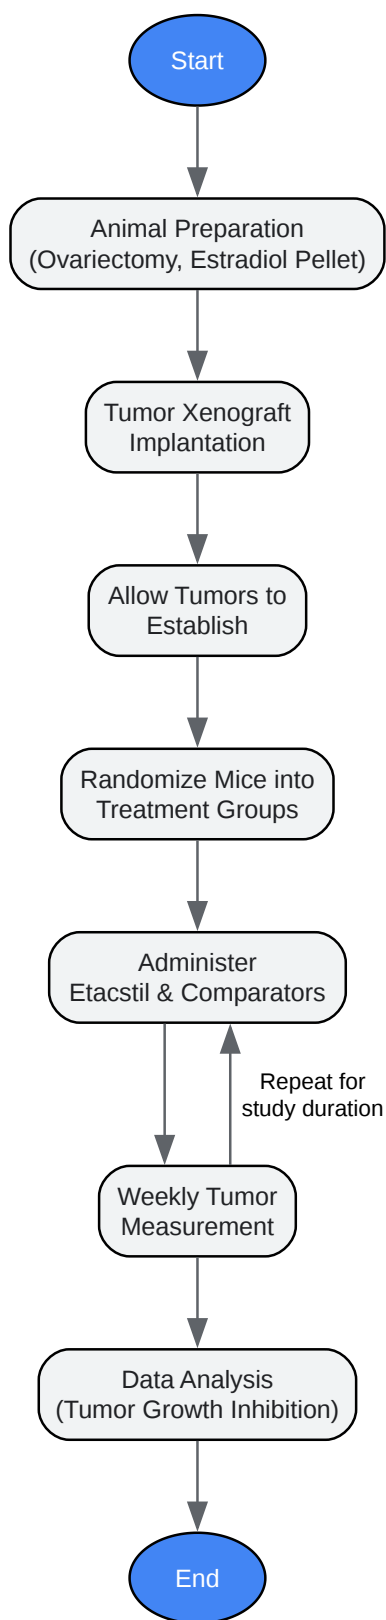 Start
Animal Preparation
(Ovariectomy, Estradiol Pellet)
Tumor Xenograft
Implantation
Allow Tumors to
Establish
Randomize Mice into
Treatment Groups
Administer
Etacstil & Comparators
Repeat for
study duration
Weekly Tumor
Measurement
Data Analysis
(Tumor Growth Inhibition)
End